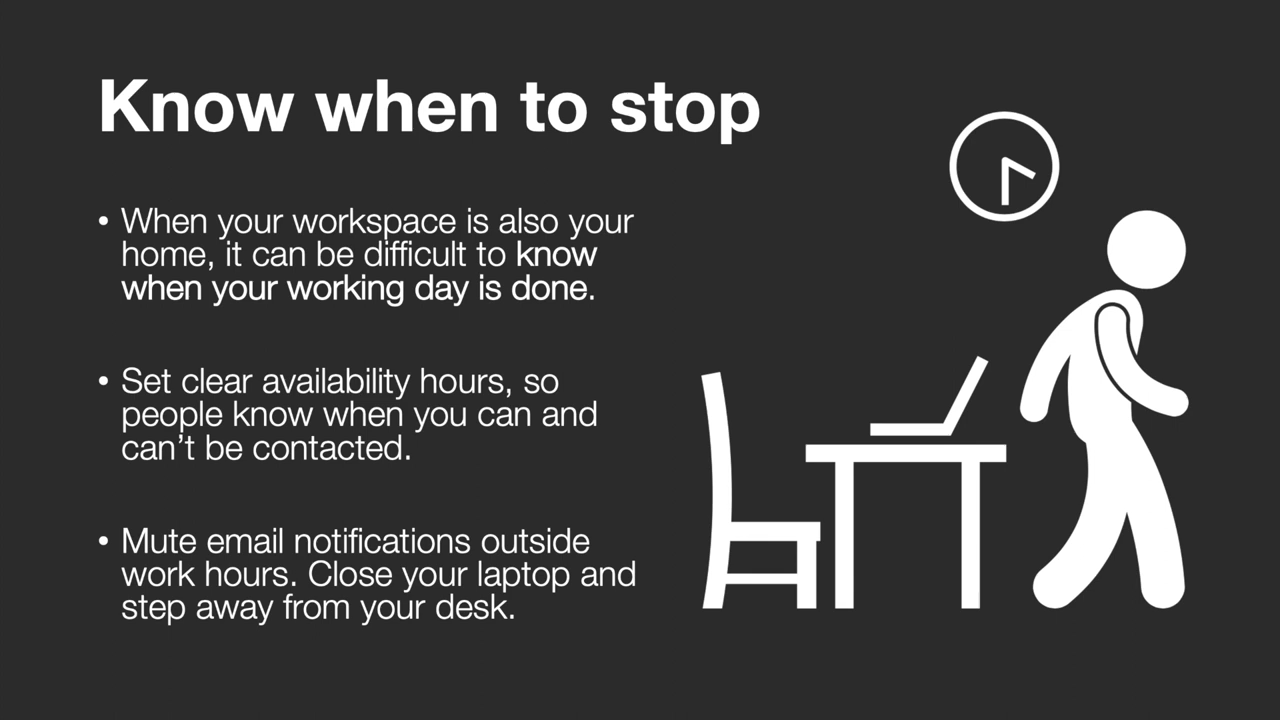 Know when to stop
• When your workspace is also your
home, it can be difficult to know
when your working day is done.
• Set clear availability hours, so
people know when you can and
can’t be contacted.
• Mute email notifications outside
work hours. Close your laptop and
step away from your desk.